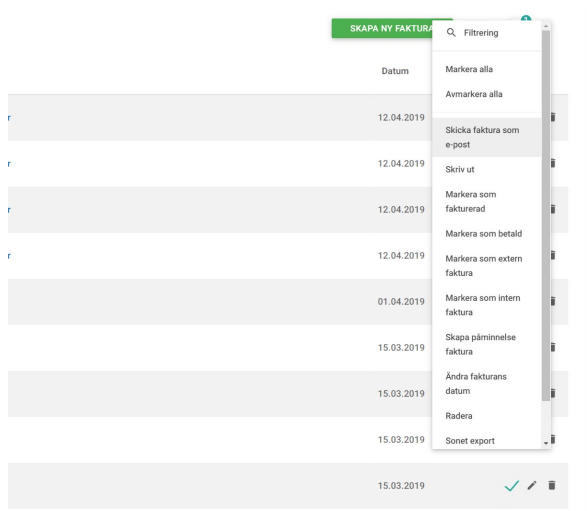 SKAPA NY FAKTURA
1
Filtrering
Datum
Markera alla
Avmarkera alla
r
12.04.2019
Skicka faktura som
e-post
r
12.04.2019
Skriv ut
Markera som
r
12.04.2019
fakturerad
Markera som betald
r
12.04.2019
Markera som extern
faktura
01.04.2019
Markera som intern
faktura
Skapa påminnelse
15.03.2019
faktura
Ändra fakturans
15.03.2019
datum
Radera
15.03.2019
Sonet export
15.03.2019